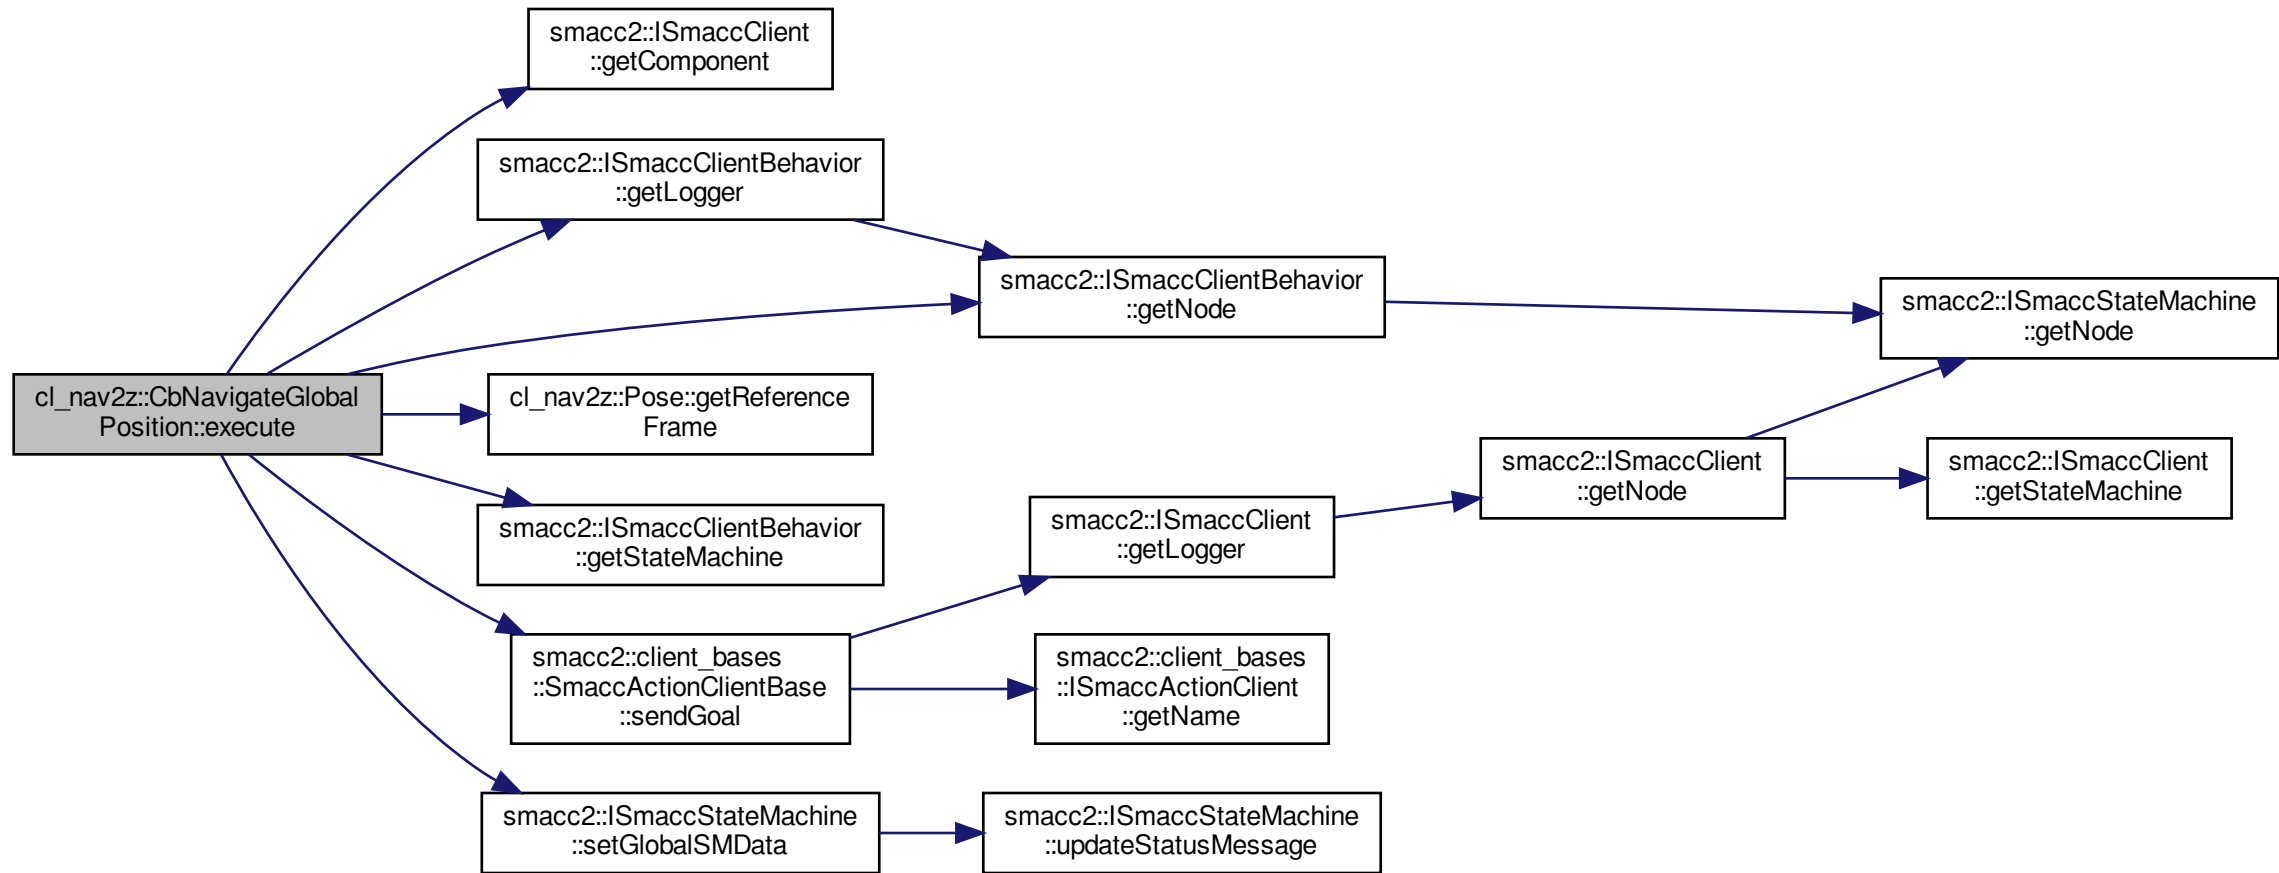 smacc2::ISmaccClient
::getComponent
smacc2::ISmaccClientBehavior
::getLogger
smacc2::ISmaccClientBehavior
::getNode
smacc2::ISmaccStateMachine
::getNode
cl_nav2z::CbNavigateGlobal
Position::execute
cl_nav2z::Pose::getReference
Frame
smacc2::ISmaccClient
::getNode
smacc2::ISmaccClient
::getStateMachine
smacc2::ISmaccClientBehavior
::getStateMachine
smacc2::ISmaccClient
::getLogger
smacc2::client_bases
::SmaccActionClientBase
::sendGoal
smacc2::client_bases
::ISmaccActionClient
::getName
smacc2::ISmaccStateMachine
::setGlobalSMData
smacc2::ISmaccStateMachine
::updateStatusMessage